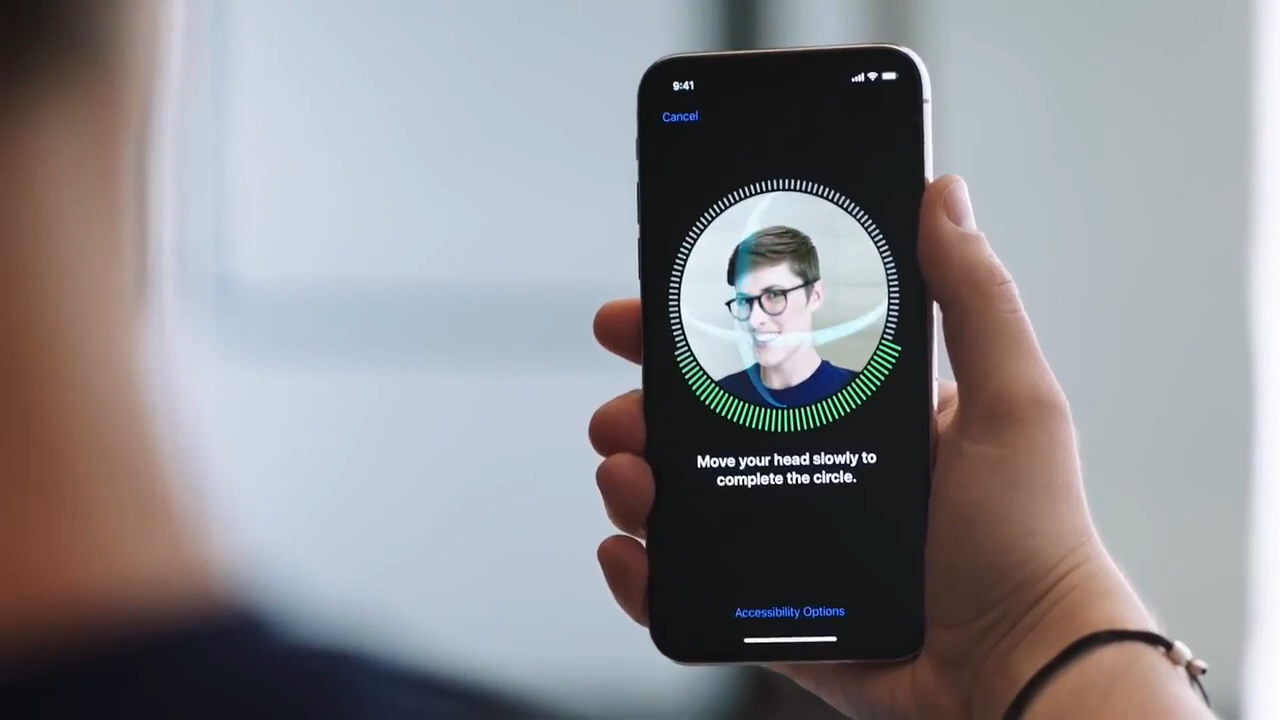 9:41
Cancel
Move your head slowly to
complete the circle.
Accessibility Options